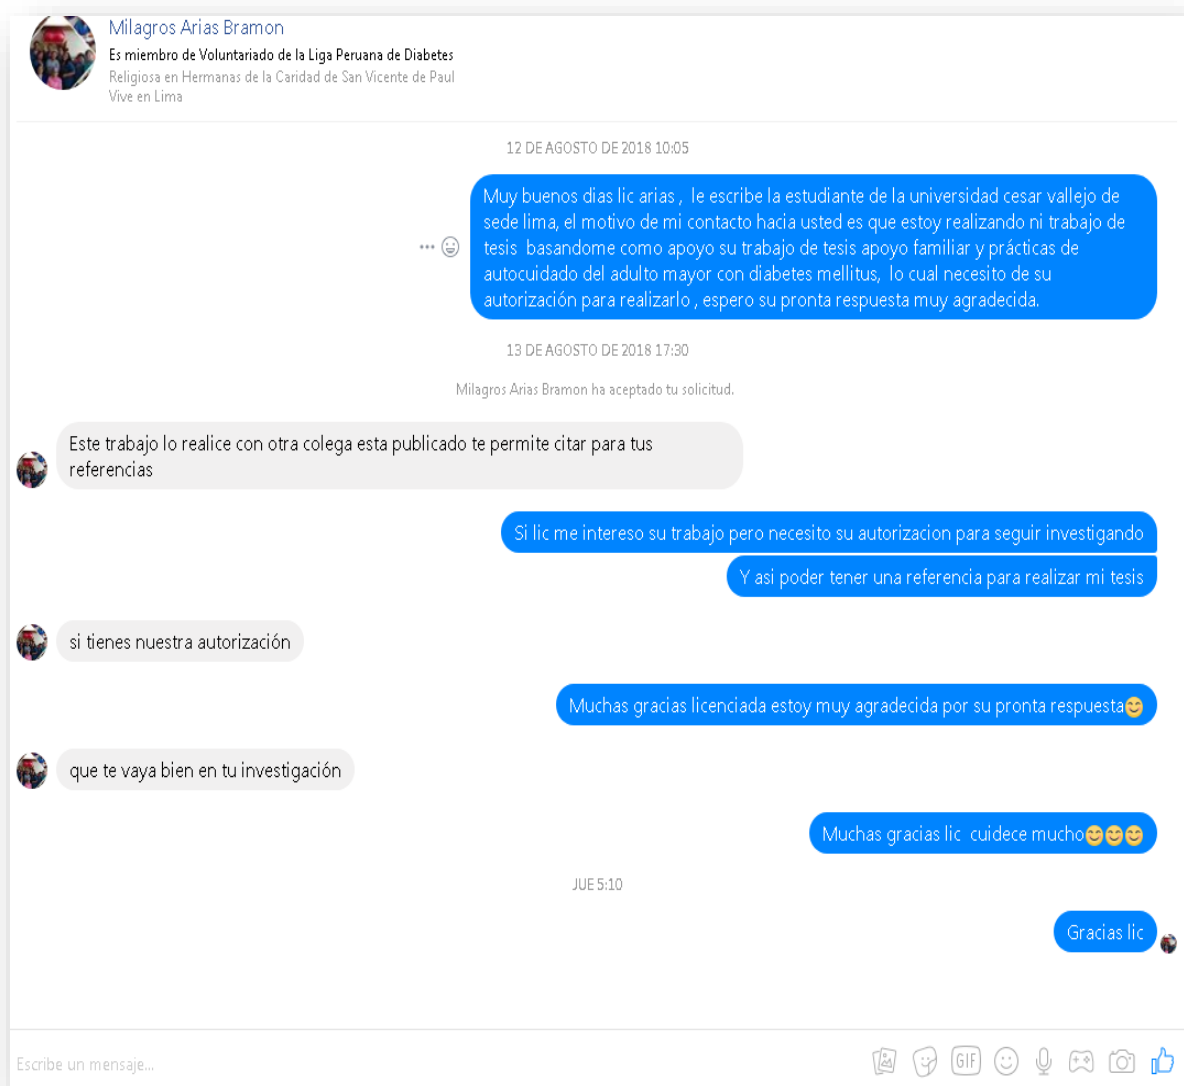 Milagros Arias Bramon
Es miembro de Voluntariado de la Liga Peruana de Diabetes
Religiosa en Hermanas de la Caridad de San Vicente de Paul
Vive en Lima
12 DE AGOSTO DE 2018 10:05
Muy buenos dias lic arias ,  le escribe la estudiante de la universidad cesar vallejo de
sede lima, el motivo de mi contacto hacia usted es que estoy realizando ni trabajo de
tesis  basandome como apoyo su trabajo de tesis apoyo familiar y prácticas de
autocuidado del adulto mayor con diabetes mellitus,  lo cual necesito de su
autorización para realizarlo , espero su pronta respuesta muy agradecida.
13 DE AGOSTO DE 2018 17:30
Milagros Arias Bramon ha aceptado tu solicitud.
Este trabajo lo realice con otra colega esta publicado te permite citar para tus
referencias
Si lic me intereso su trabajo pero necesito su autorizacion para seguir investigando
Y asi poder tener una referencia para realizar mi tesis
si tienes nuestra autorización
Muchas gracias licenciada estoy muy agradecida por su pronta respuesta😊
que te vaya bien en tu investigación
Muchas gracias lic  cuidece mucho😊😊😊
JUE 5:10
Gracias lic
Escribe un mensaje...
GIF